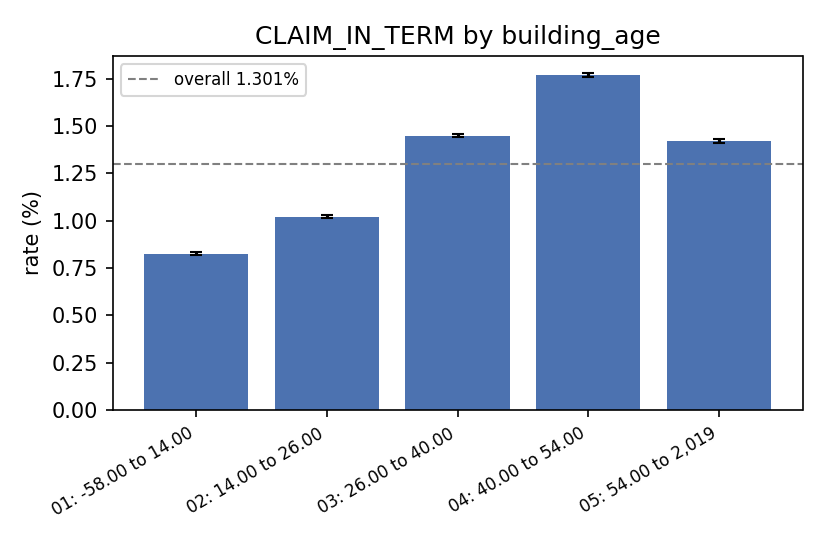 CLAIM_IN_TERM by building_age
overall 1.301%
rate (%)
1.75
1.50
1.25
1.00
0.75
0.50
0.25
0.00
01: -58.00 to 14.00
02: 14.00 to 26.00
03: 26.00 to 40.00
04: 40.00 to 54.00
05: 54.00 to 2,019